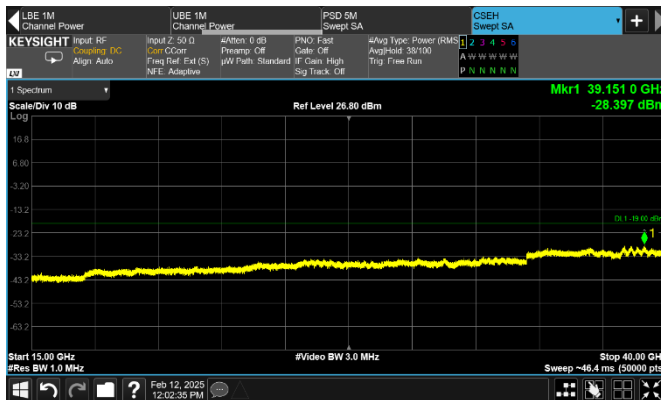 LBE 1M
Channel Power
UBE 1M
Channel Power
PSD 5M
Swept SA
CSEH
Swept SA
+
KEYSIGHT
Input: RF
Coupling: DC
Align: Auto
Input Z: 50 Ω
Corr CCorr
Freq Ref: Ext (S)
NFE: Adaptive
#Atten: 0 dB
Preamp: Off
µW Path: Standard
PNO: Fast
Gate: Off
IF Gain: High
Sig Track: Off
#Avg Type: Power (RMS
Avg|Hold: 38/100
Trig: Free Run
1 2 3 4 5 6
A W W W W W
P N N N N N
LXI
1 Spectrum
Scale/Div 10 dB
Ref Level 26.80 dBm
Mkr1 39.151 0 GHz
-28.397 dBm
Log
16.8
6.80
-3.20
-13.2
DL1 -19.00 dBm
-23.2
1
-33.2
-43.2
-53.2
-63.2
Start 15.00 GHz
#Video BW 3.0 MHz
Stop 40.00 GHz
#Res BW 1.0 MHz
Sweep ~46.4 ms (50000 pts
?
Feb 12, 2025
12:02:35 PM